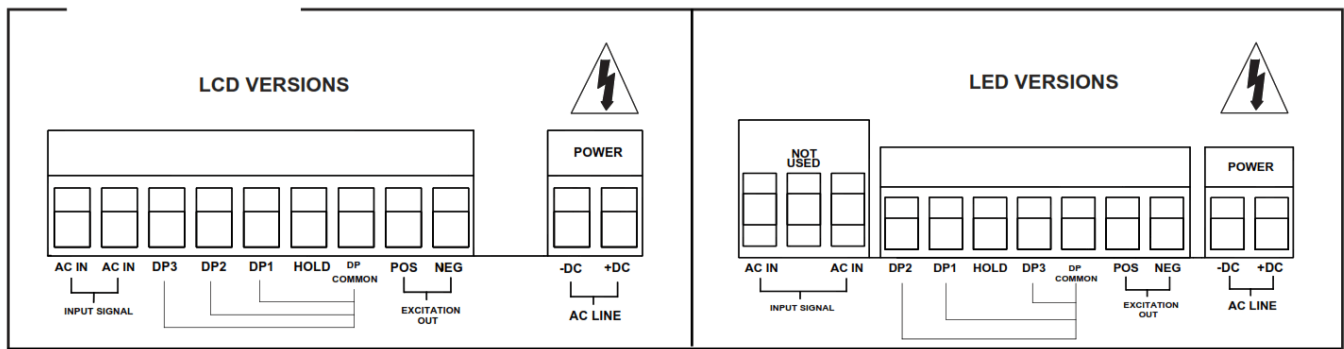 LCD VERSIONS
POWER
AC IN AC IN DP3 DP2 DP1 HOLD DP COMMON POS NEG -DC +DC
INPUT SIGNAL
EXCITATION
OUT
AC LINE
LED VERSIONS
NOT
USED
POWER
AC IN AC IN DP2 DP1 HOLD DP3 DP COMMON POS NEG -DC +DC
INPUT SIGNAL
EXCITATION
OUT
AC LINE